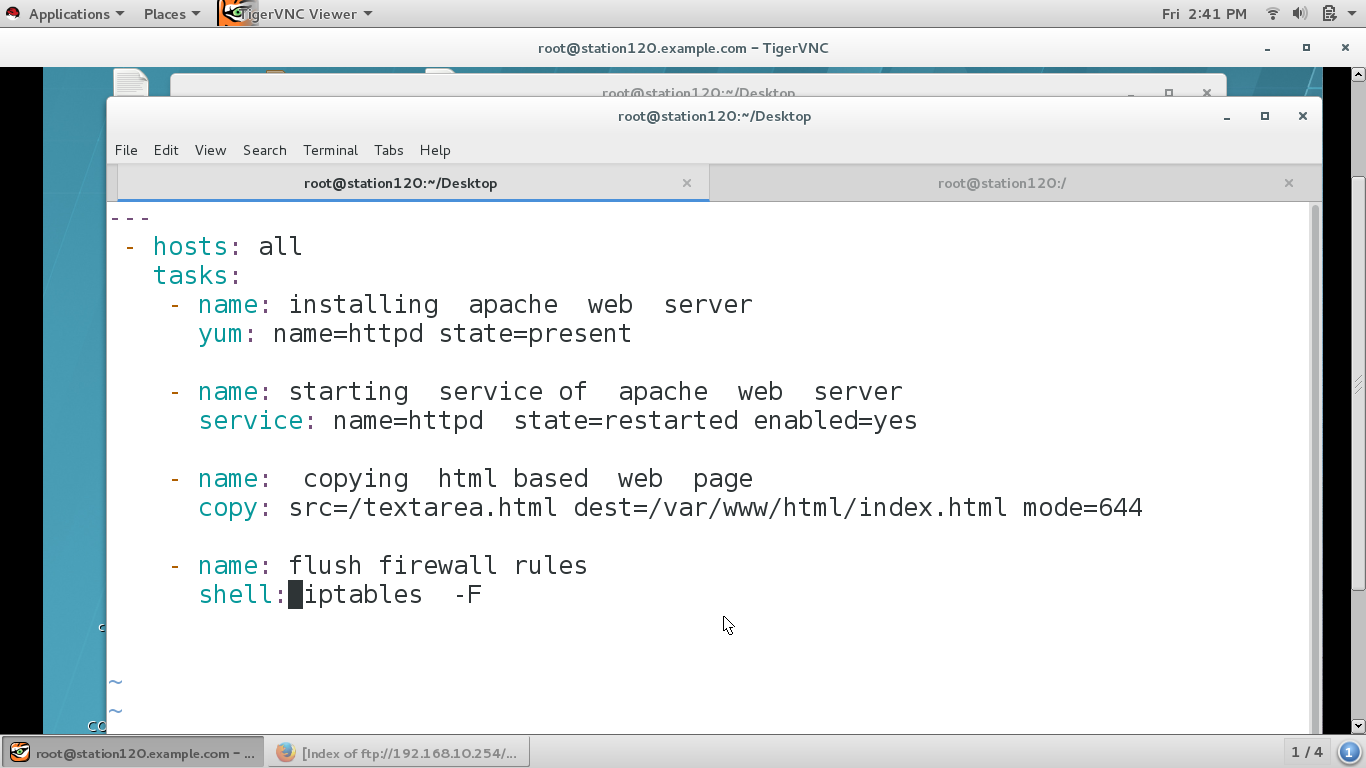 Applications Places TigerVNC Viewer Fri 2:41 PM
root@station120.example.com - TigerVNC
root@station120:~/Desktop
root@station120:~/Desktop
File Edit View Search Terminal Tabs Help
root@station120:~/Desktop root@station120:/
---
- hosts: all
tasks:
- name: installing  apache  web  server
yum: name=httpd state=present
- name: starting  service of  apache  web  server
service: name=httpd  state=restarted enabled=yes
- name:  copying  html based  web  page
copy: src=/textarea.html dest=/var/www/html/index.html mode=644
- name: flush firewall rules
shell: iptables  -F
~
~
root@station120.example.com - ... [Index of ftp://192.168.10.254/... 1 / 4 1